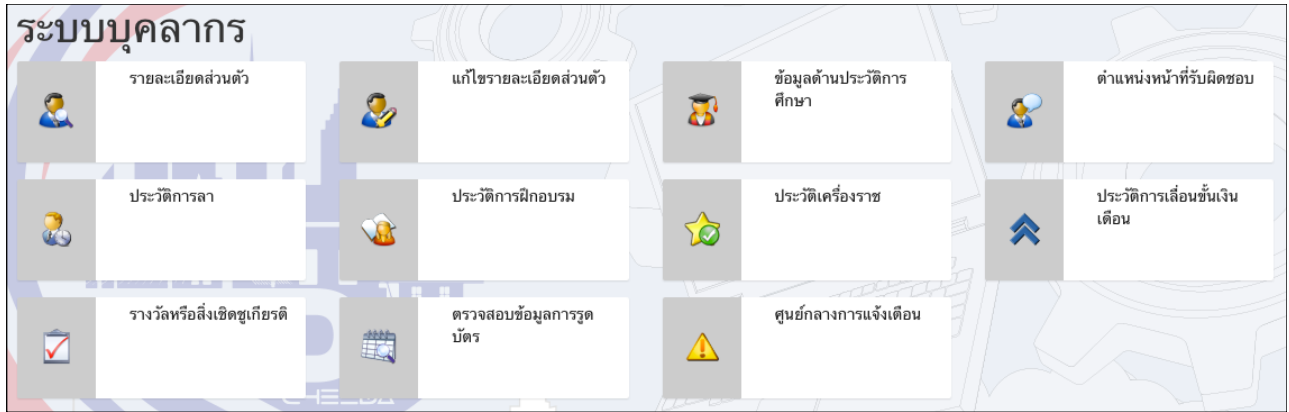 ระบบบุคลากร
รายละเอียดส่วนตัว
แก้ไขรายละเอียดส่วนตัว
ข้อมูลด้านประวัติการ
ศึกษา
ตำแหน่งหน้าที่รับผิดชอบ
ประวัติการลา
ประวัติการฝึกอบรม
ประวัติเครื่องราช
ประวัติการเลื่อนขั้นเงิน
เดือน
รางวัลหรือสิ่งเชิดชูเกียรติ
ตรวจสอบข้อมูลการรูด
บัตร
ศูนย์กลางการแจ้งเตือน